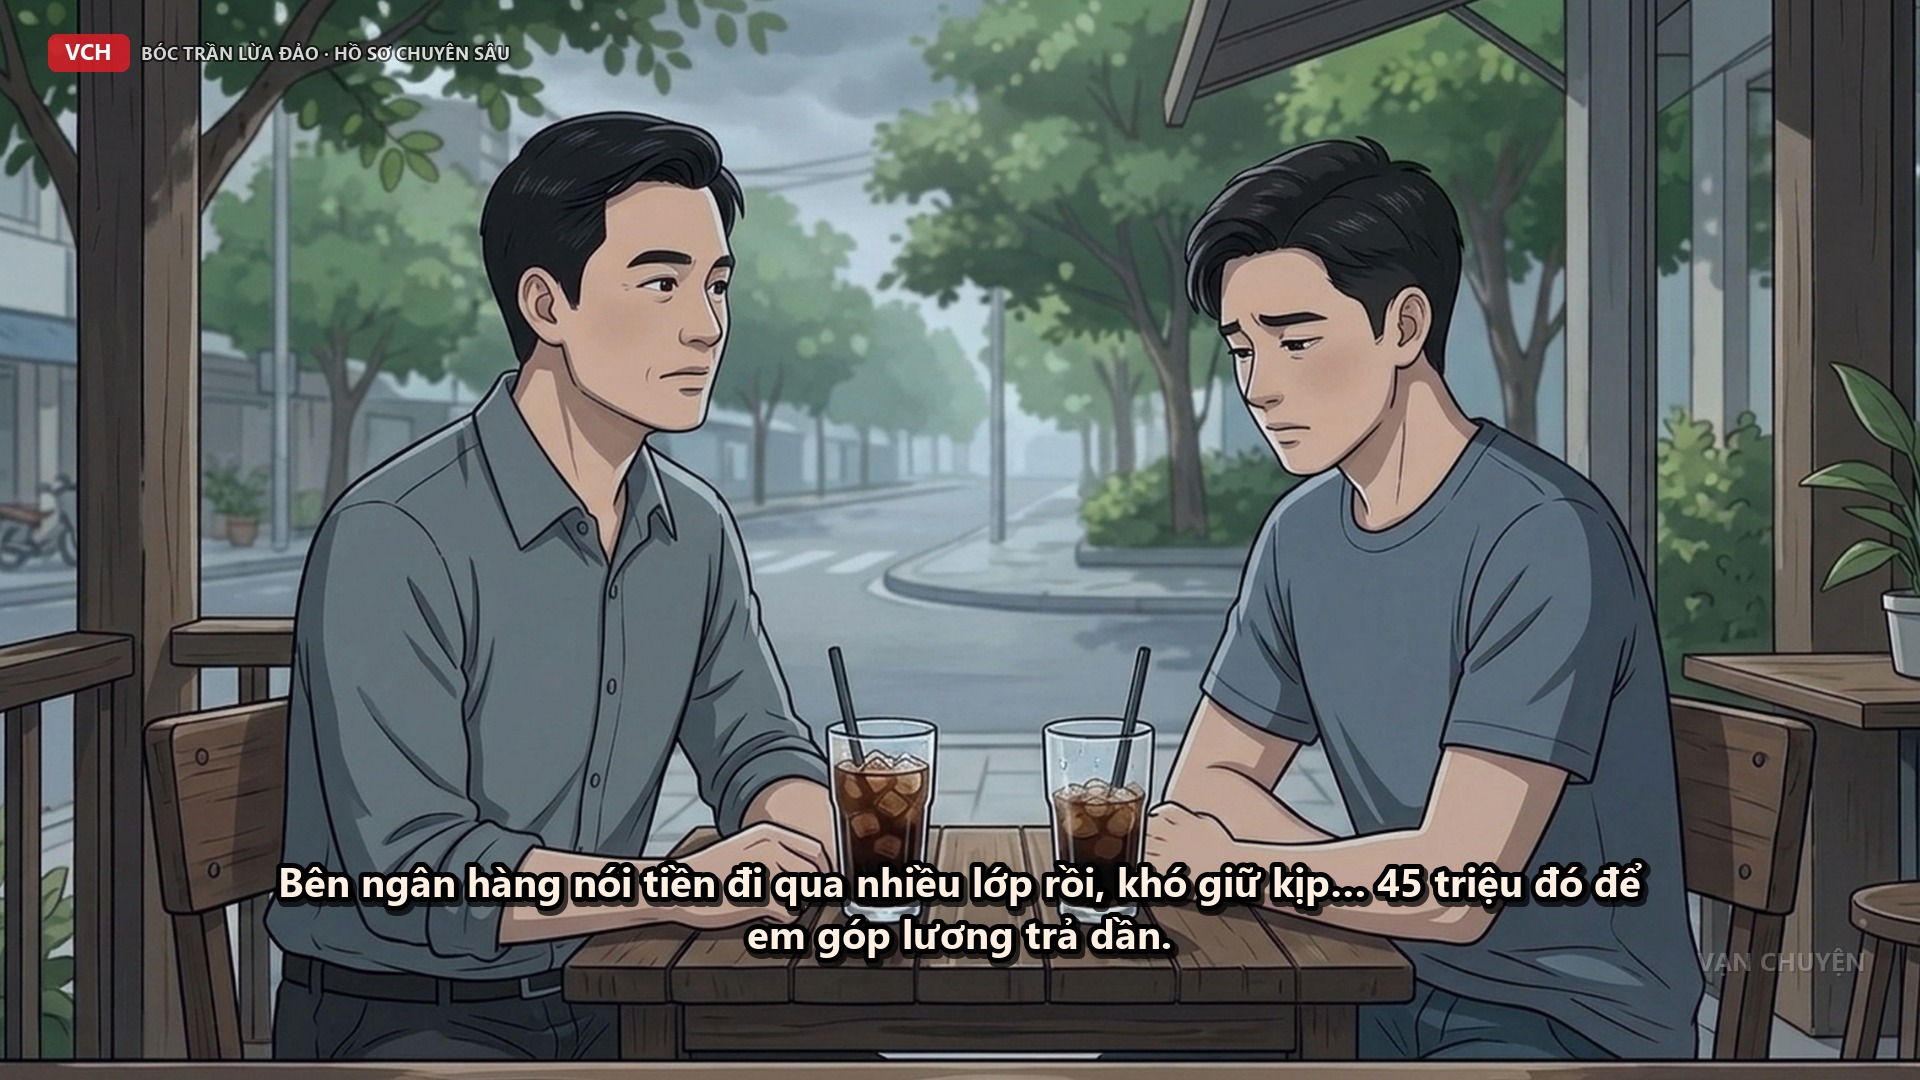 VCH BÓC TRẦN LỪA ĐẢO · HỒ SƠ CHUYÊN SÂU
Bên ngân hàng nói tiền đi qua nhiều lớp rồi, khó giữ kịp... 45 triệu đó để
em góp lương trả dần.
VẠN CHUYỆN